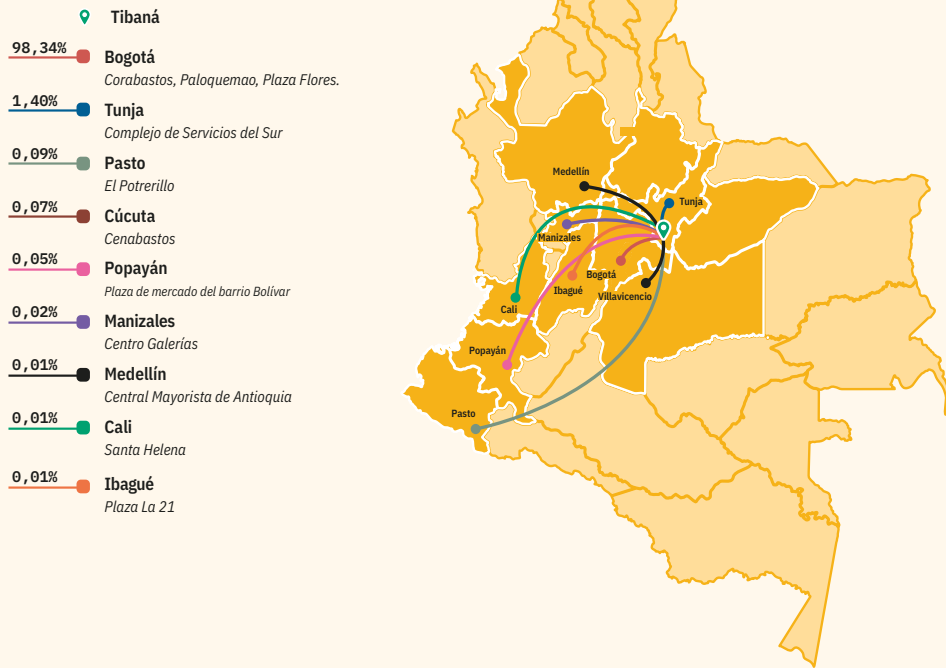 Tibaná
98,34%
Bogotá
Corabastos, Paloquemao, Plaza Flores.
1,40%
Tunja
Complejo de Servicios del Sur
0,09%
Pasto
El Potrerillo
0,07%
Cúcuta
Cenabastos
0,05%
Popayán
Plaza de mercado del barrio Bolívar
0,02%
Manizales
Centro Galerías
0,01%
Medellín
Central Mayorista de Antioquia
0,01%
Cali
Santa Helena
0,01%
Ibagué
Plaza La 21
Medellín
Tunja
Manizales
Bogotá
Ibagué
Villavicencio
Cali
Popayán
Pasto